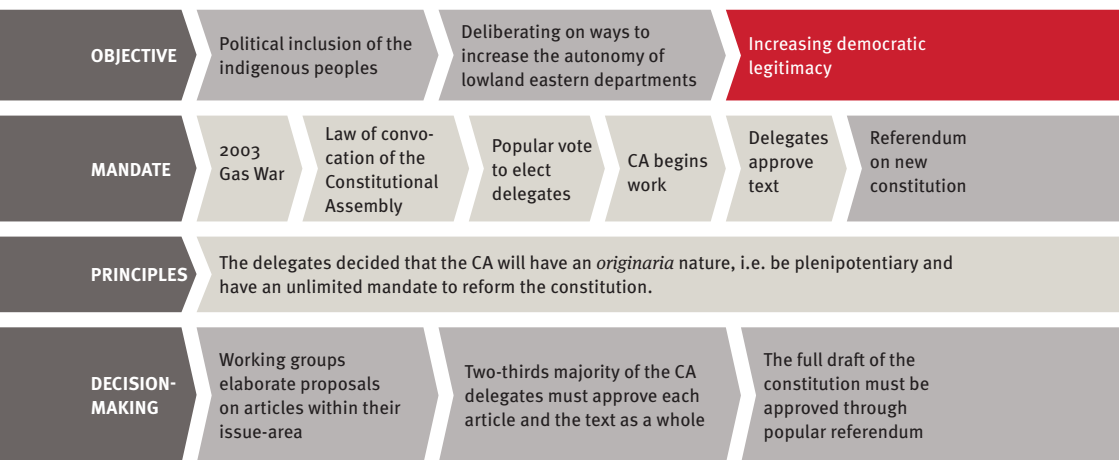 OBJECTIVE
Political inclusion of the
indigenous peoples
Deliberating on ways to
increase the autonomy of
lowland eastern departments
Increasing democratic
legitimacy
MANDATE
2003
Gas War
Law of convo-
cation of the
Constitutional
Assembly
Popular vote
to elect
delegates
CA begins
work
Delegates
approve
text
Referendum
on new
constitution
PRINCIPLES
The delegates decided that the CA will have an originaria nature, i.e. be plenipotentiary and
have an unlimited mandate to reform the constitution.
DECISION-
MAKING
Working groups
elaborate proposals
on articles within their
issue-area
Two-thirds majority of the CA
delegates must approve each
article and the text as a whole
The full draft of the
constitution must be
approved through
popular referendum